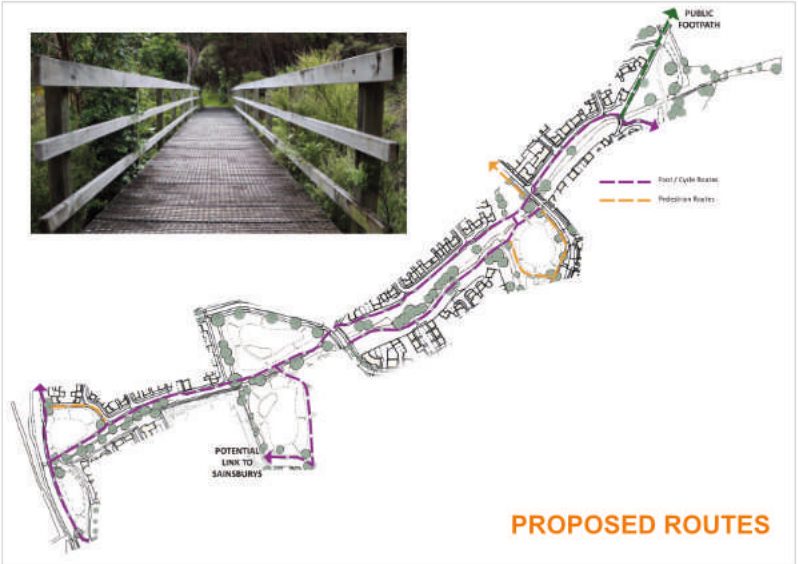 PUBLIC
FOOTPATH
Foot / Cycle Routes
Pedestrian Routes
POTENTIAL
LINK TO
SAINSBURYS
PROPOSED ROUTES